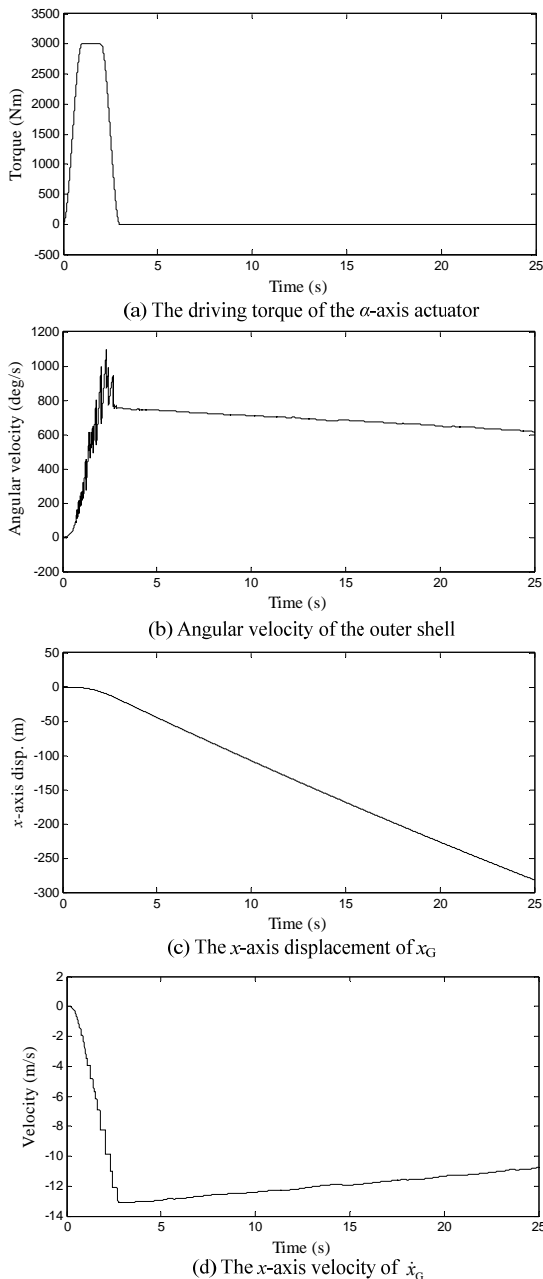 3500
3000
2500
2000
1500
1000
500
0
-500
Torque (Nm)
0 5 10 15 20 25
Time (s)
(a) The driving torque of the α-axis actuator
1200
1000
800
600
400
200
0
-200
Angular velocity (deg/s)
0 5 10 15 20 25
Time (s)
(b) Angular velocity of the outer shell
50
0
-50
-100
-150
-200
-250
-300
x-axis disp. (m)
0 5 10 15 20 25
Time (s)
(c) The x-axis displacement of xG
2
0
-2
-4
-6
-8
-10
-12
-14
Velocity (m/s)
0 5 10 15 20 25
Time (s)
(d) The x-axis velocity of ẋG